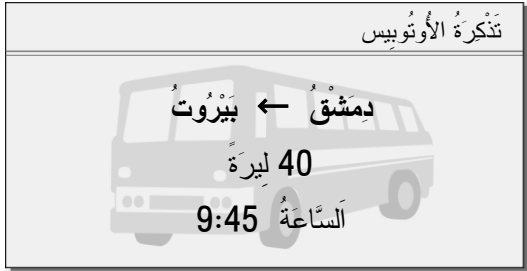 تَذْكِرَةُ الأُوتُوبِيس
دِمَشْقُ ← بَيْرُوتُ
40 لِيرَةً
اَلسَّاعَةُ 9:45